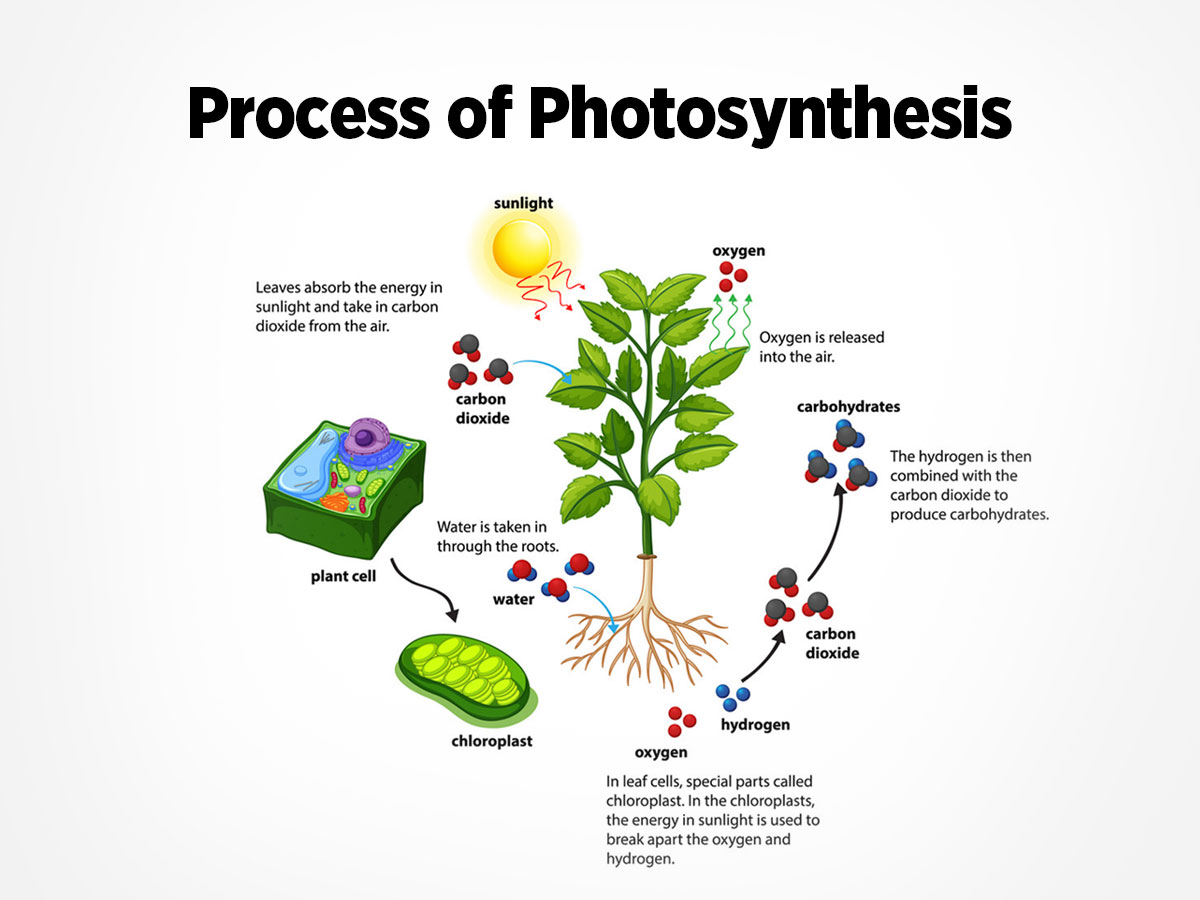 Process of Photosynthesis
sunlight
oxygen
Leaves absorb the energy in
sunlight and take in carbon
dioxide from the air.
Oxygen is released
into the air.
carbon
dioxide
carbohydrates
The hydrogen is then
combined with the
carbon dioxide to
produce carbohydrates.
Water is taken in
through the roots.
plant cell
water
carbon
dioxide
chloroplast
hydrogen
oxygen
In leaf cells, special parts called
chloroplast. In the chloroplasts,
the energy in sunlight is used to
break apart the oxygen and
hydrogen.